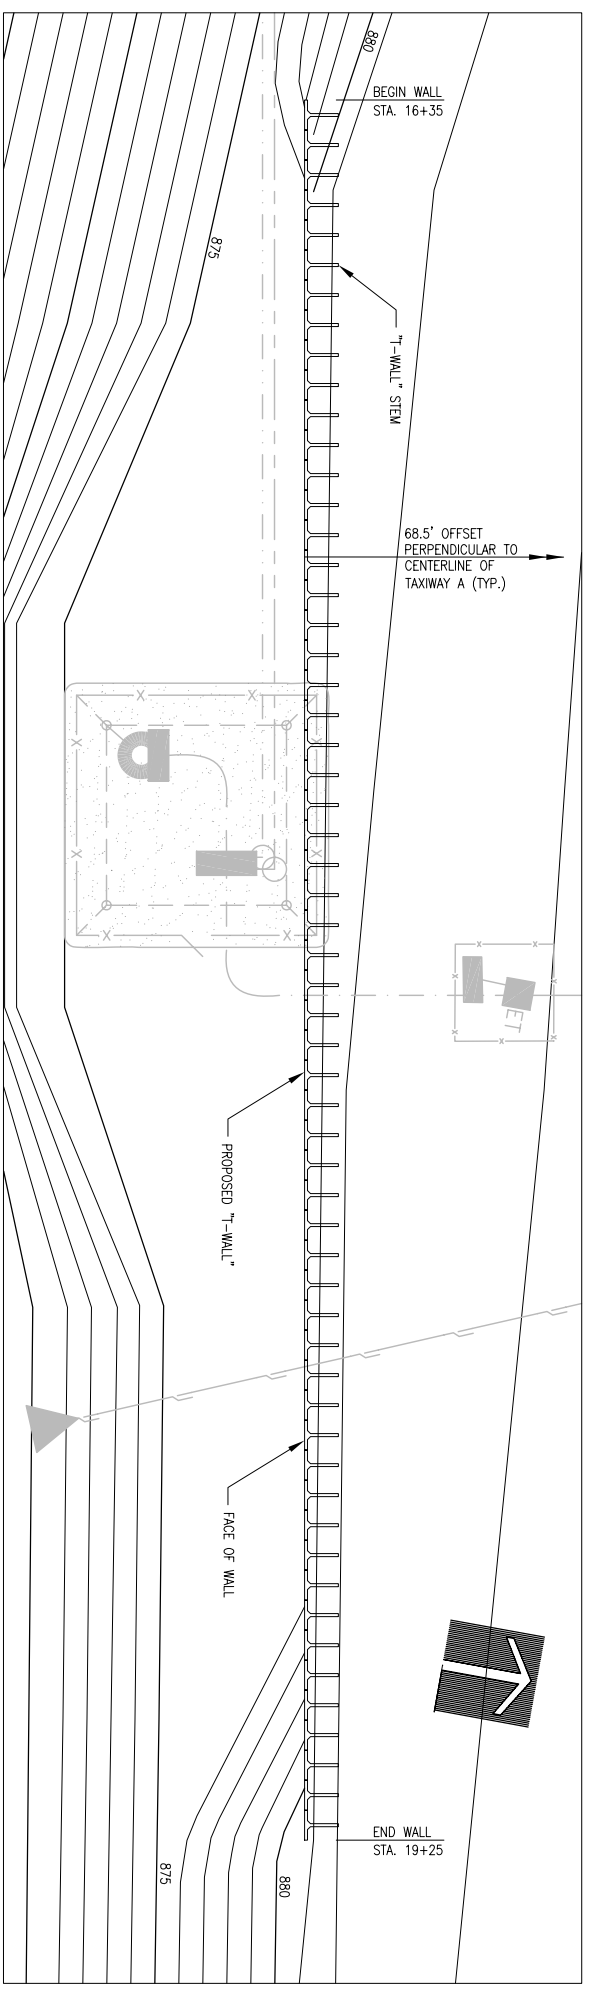 880
BEGIN WALL
STA. 16+35
875
"T-WALL" STEM
68.5' OFFSET
PERPENDICULAR TO
CENTERLINE OF
TAXIWAY A (TYP.)
ET
PROPOSED "T-WALL"
FACE OF WALL
END WALL
STA. 19+25
875
880